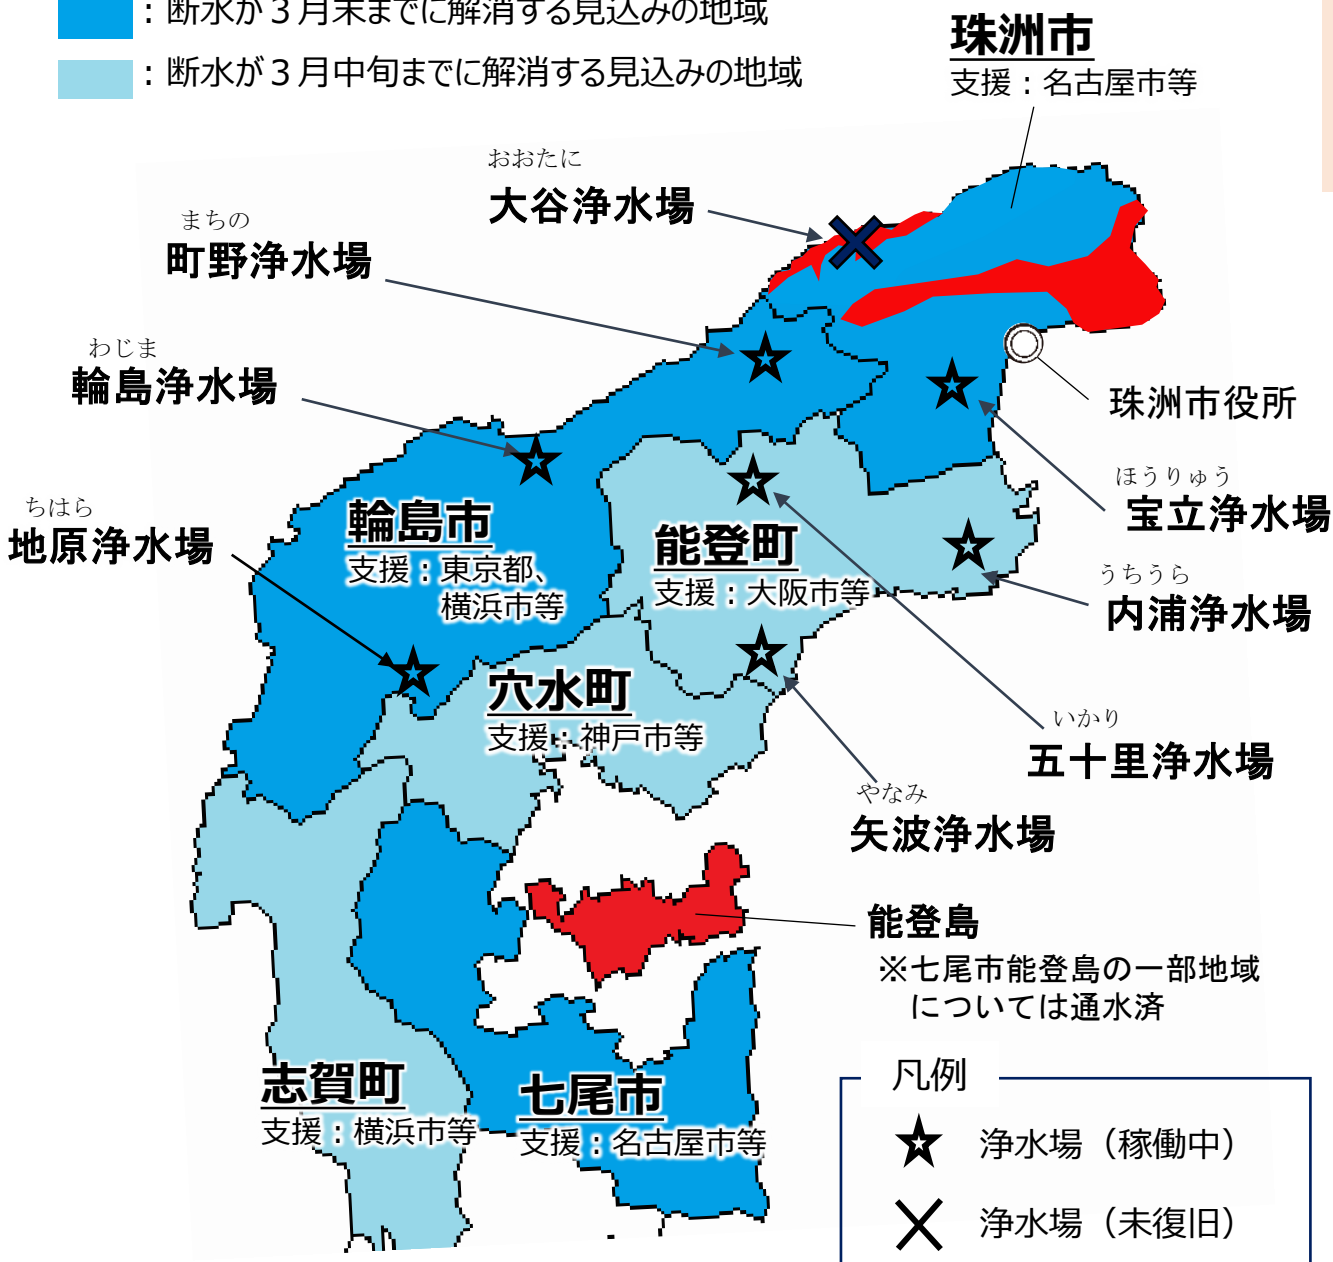 ：断水が３月末までに解消する見込みの地域
：断水が３月中旬までに解消する見込みの地域
珠洲市
支援：名古屋市等
おおたに
大谷浄水場
まちの
町野浄水場
わじま
輪島浄水場
珠洲市役所
ほうりゅう
宝立浄水場
ちはら
地原浄水場
輪島市
支援：東京都、
横浜市等
能登町
支援：大阪市等
うちうら
内浦浄水場
穴水町
支援：神戸市等
いかり
五十里浄水場
やなみ
矢波浄水場
能登島
※七尾市能登島の一部地域
については通水済
志賀町
支援：横浜市等
七尾市
支援：名古屋市等
凡例
浄水場（稼働中）
浄水場（未復旧）